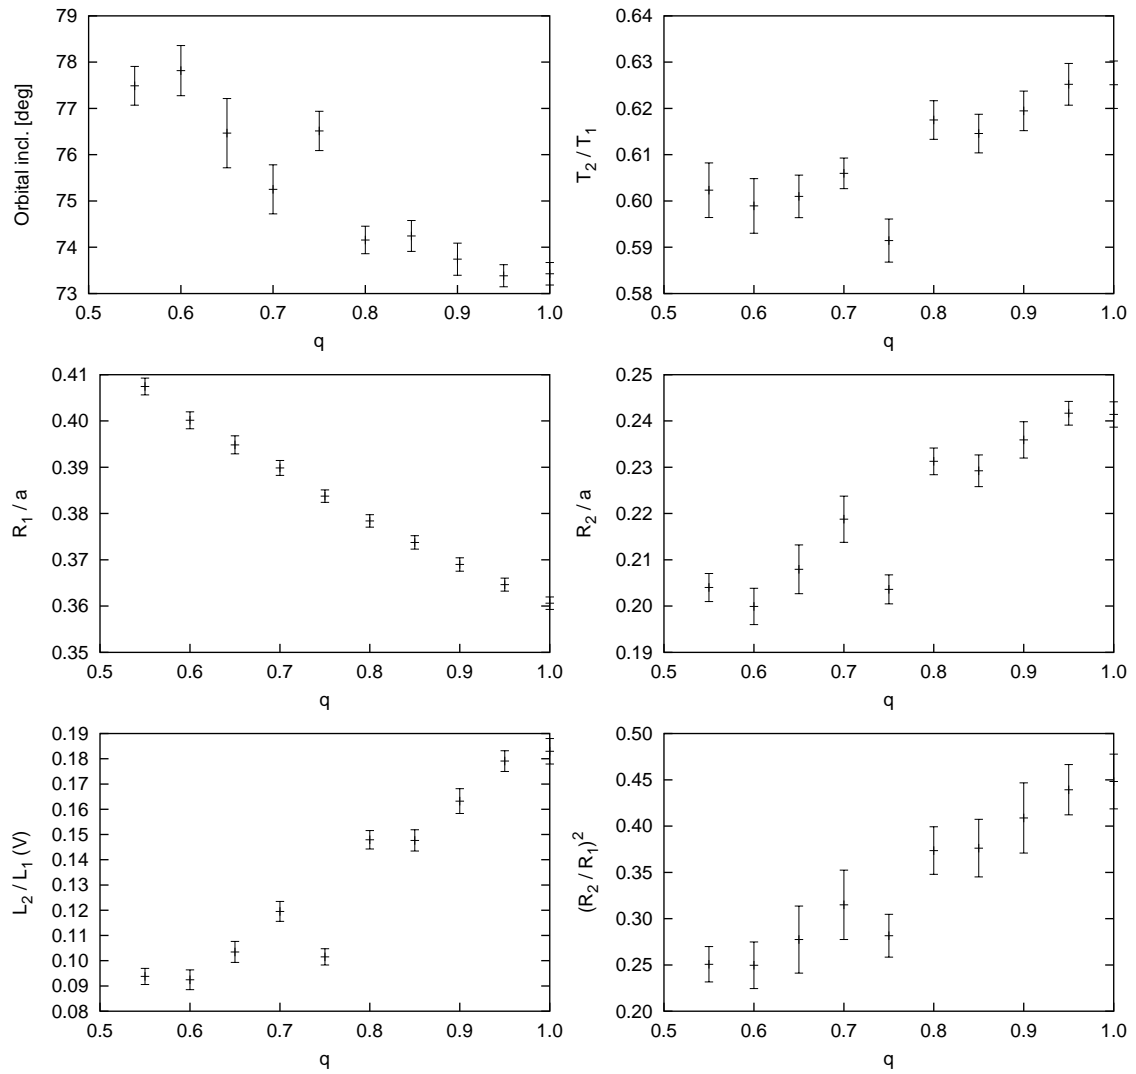 79
78
77
76
75
74
73
Orbital incl. [deg]
0.5 0.6 0.7 0.8 0.9 1.0
q
0.64
0.63
0.62
0.61
0.60
0.59
0.58
T2 / T1
0.5 0.6 0.7 0.8 0.9 1.0
q
0.41
0.40
0.39
0.38
0.37
0.36
0.35
R1 / a
0.5 0.6 0.7 0.8 0.9 1.0
q
0.25
0.24
0.23
0.22
0.21
0.20
0.19
R2 / a
0.5 0.6 0.7 0.8 0.9 1.0
q
0.19
0.18
0.17
0.16
0.15
0.14
0.13
0.12
0.11
0.10
0.09
0.08
L2 / L1 (V)
0.5 0.6 0.7 0.8 0.9 1.0
q
0.50
0.45
0.40
0.35
0.30
0.25
0.20
(R2 / R1)^2
0.5 0.6 0.7 0.8 0.9 1.0
q